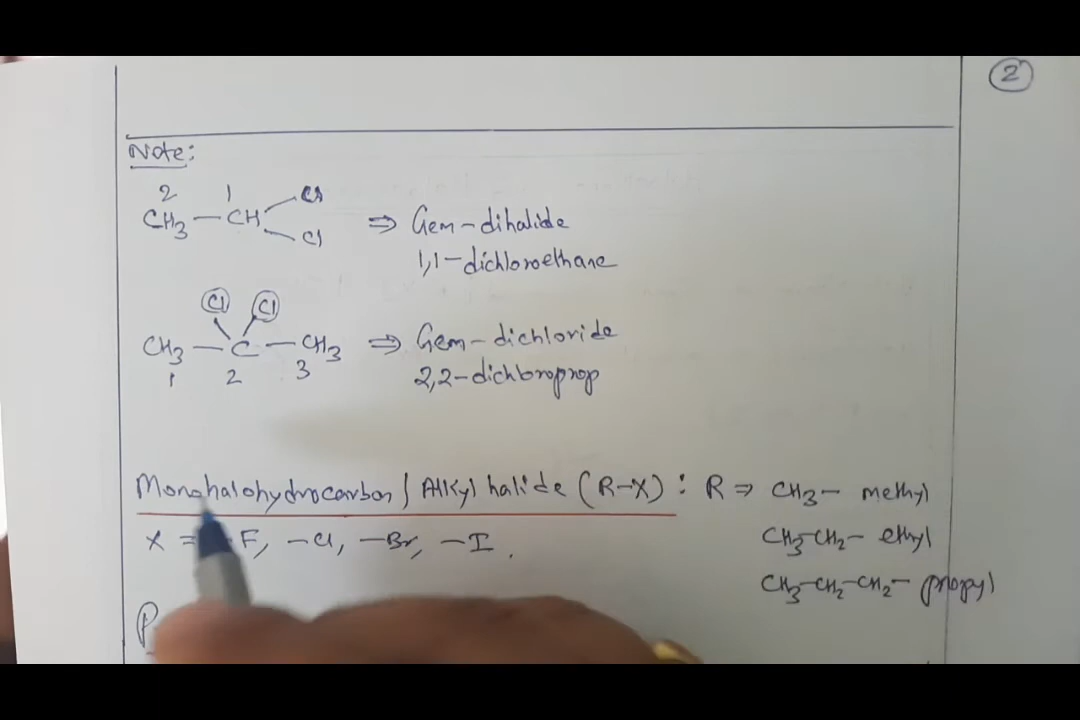 2
Note:
2 1 Cl
CH3 — CH ⇒ Gem-dihalide
Cl
1,1-dichloroethane
Cl Cl
CH3 — C — CH3 ⇒ Gem-dichloride
1 2 3 2,2-dichloroprop
Monohalohydrocarbon / Alkyl halide (R-X) : R ⇒ CH3 — methyl
X = -F, -Cl, -Br, -I. CH3-CH2- ethyl
CH3-CH2-CH2- propyl
P